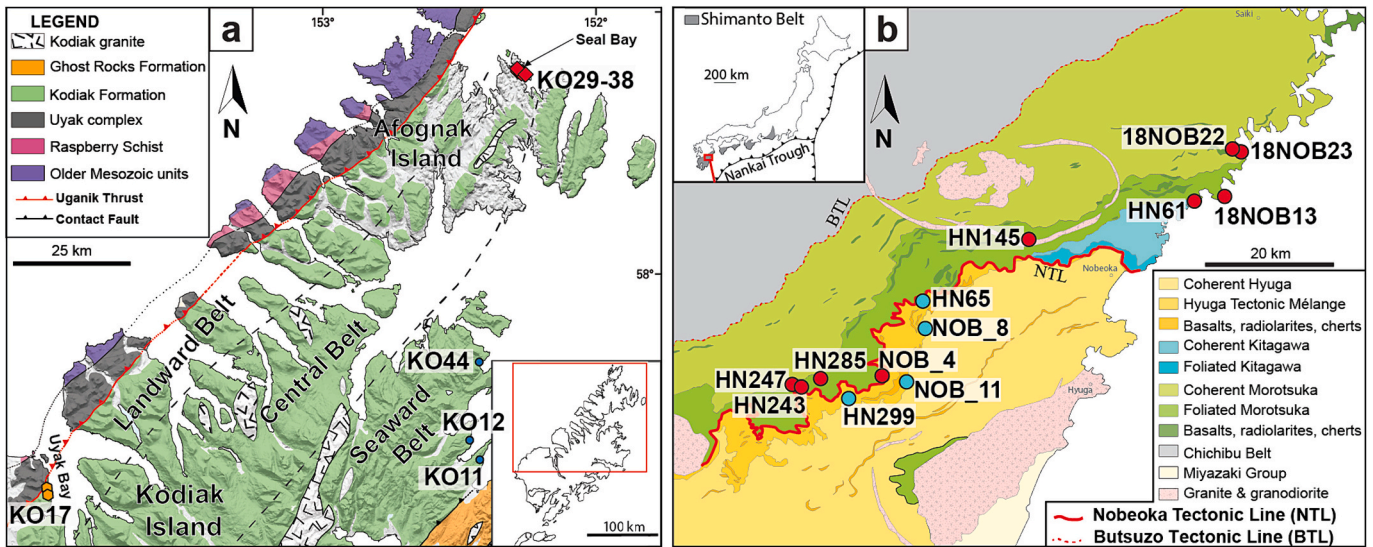 LEGEND
Kodiak granite
Ghost Rocks Formation
Kodiak Formation
Uyak complex
Raspberry Schist
Older Mesozoic units
Uganik Thrust
Contact Fault
25 km
N
a
153°
152°
58°
Seal Bay
KO29-38
Afognak
Island
Landward Belt
Central Belt
Seaward
Belt
KO44
KO12
KO11
Uyak Bay
KO17
Kodiak
Island
100 km
b
Shimanto Belt
200 km
Nankai Trough
N
Saiki
BTL
18NOB22
18NOB23
HN61
18NOB13
HN145
NTL
Nobeoka
20 km
HN65
NOB_8
HN285
NOB_4
HN247
NOB_11
HN243
HN299
Hyuga
Coherent Hyuga
Hyuga Tectonic Mélange
Basalts, radiolarites, cherts
Coherent Kitagawa
Foliated Kitagawa
Coherent Morotsuka
Foliated Morotsuka
Basalts, radiolarites, cherts
Chichibu Belt
Miyazaki Group
Granite & granodiorite
Nobeoka Tectonic Line (NTL)
Butsuzo Tectonic Line (BTL)